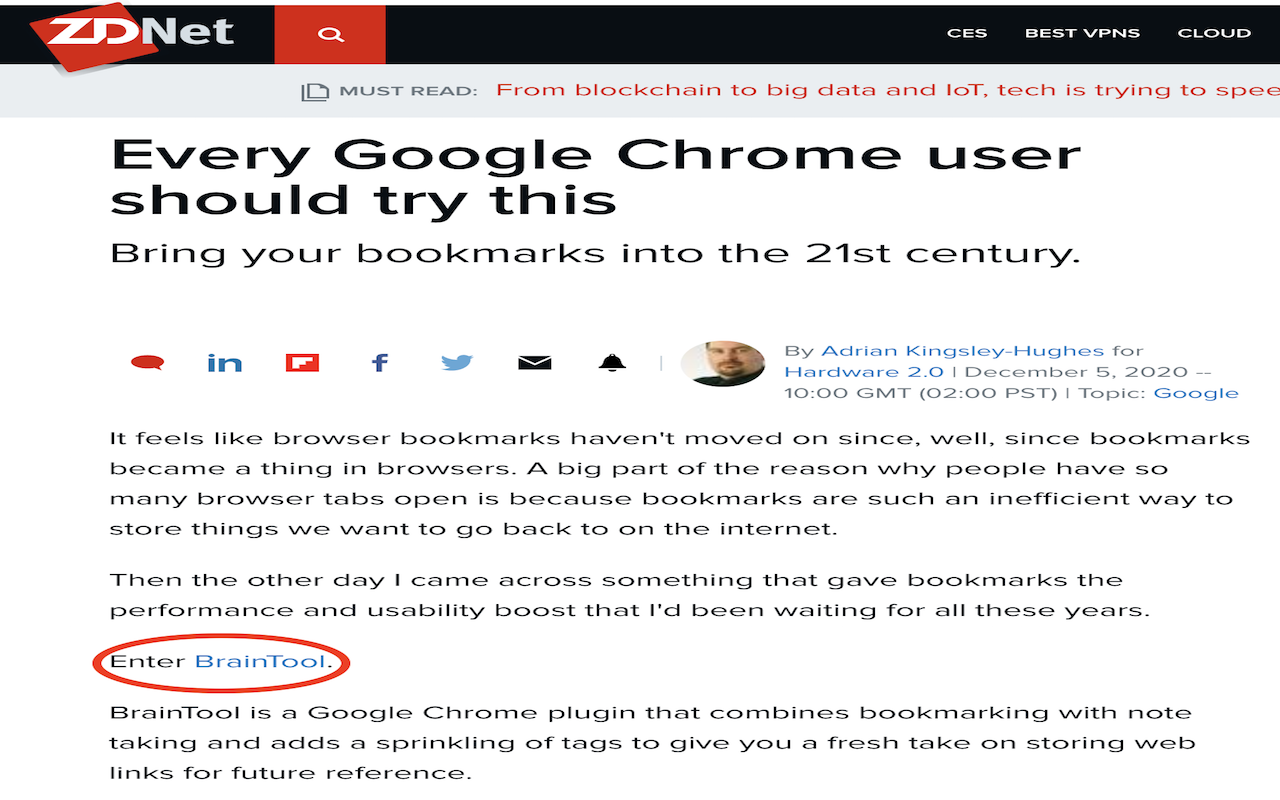 ZDNet
CES BEST VPNS CLOUD
MUST READ: From blockchain to big data and IoT, tech is trying to spee
Every Google Chrome user
should try this
Bring your bookmarks into the 21st century.
in f
By Adrian Kingsley-Hughes for
Hardware 2.0 | December 5, 2020 --
10:00 GMT (02:00 PST) | Topic: Google
It feels like browser bookmarks haven't moved on since, well, since bookmarks
became a thing in browsers. A big part of the reason why people have so
many browser tabs open is because bookmarks are such an inefficient way to
store things we want to go back to on the internet.
Then the other day I came across something that gave bookmarks the
performance and usability boost that I'd been waiting for all these years.
Enter BrainTool.
BrainTool is a Google Chrome plugin that combines bookmarking with note
taking and adds a sprinkling of tags to give you a fresh take on storing web
links for future reference.